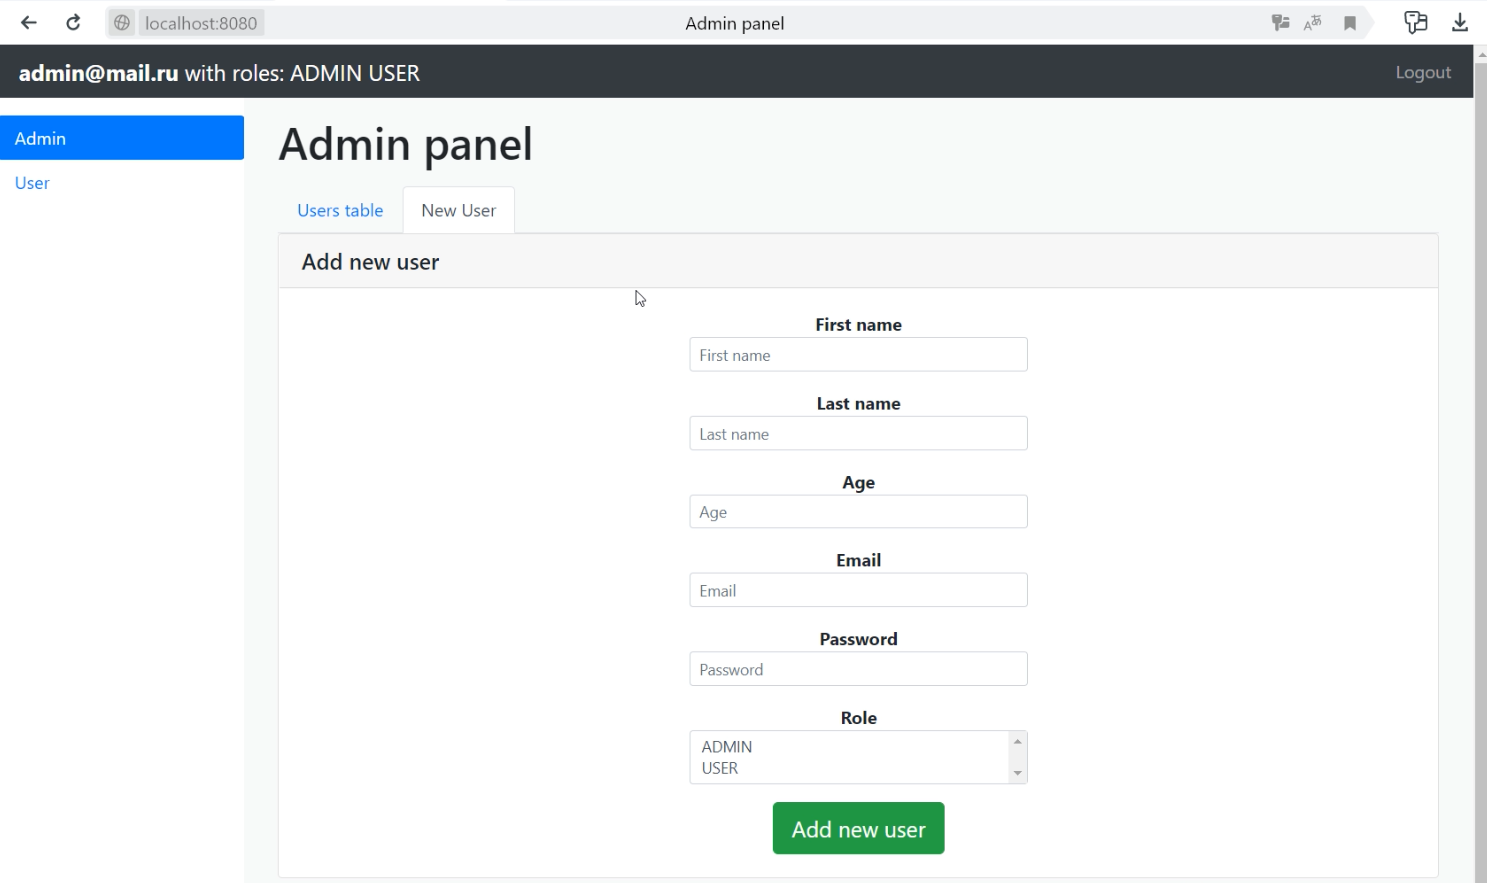 localhost:8080
Admin panel
admin@mail.ru with roles: ADMIN USER
Logout
Admin
User
Admin panel
Users table
New User
Add new user
First name
First name
Last name
Last name
Age
Age
Email
Email
Password
Password
Role
ADMIN
USER
Add new user